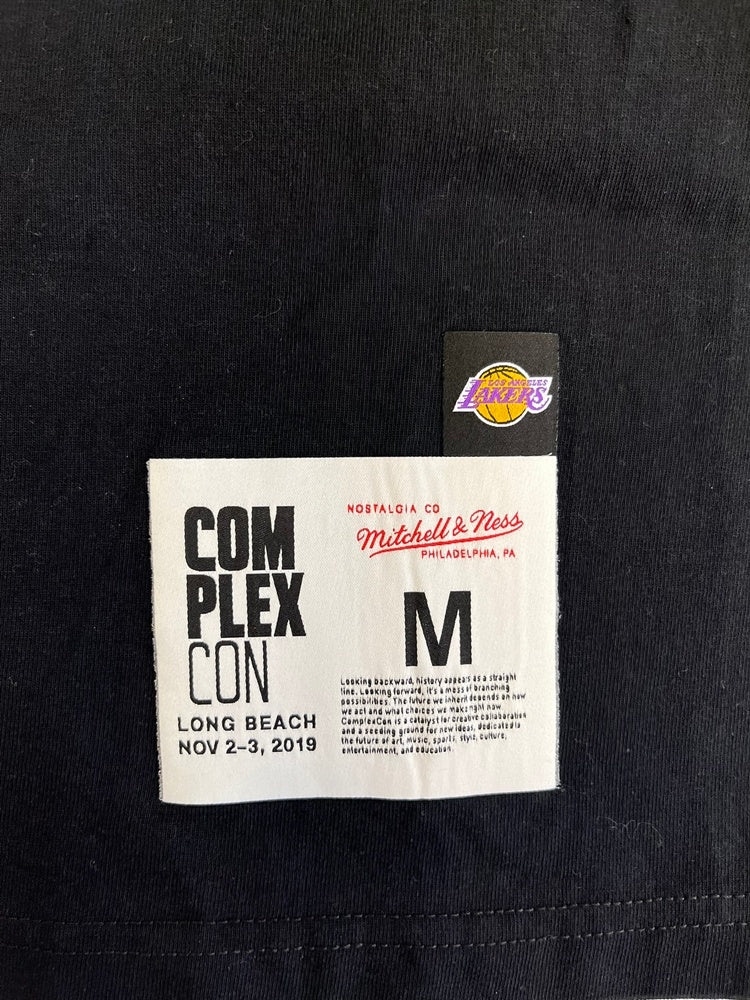 LOS ANGELES
LAKERS
COM
PLEX
CON
LONG BEACH
NOV 2-3, 2019
NOSTALGIA CO
Mitchell & Ness
PHILADELPHIA, PA
M
Looking backward, history appears as a straight
line. Looking forward, it's a mess of branching
possibilities. The future we inherit depends on how
we act and what choices we make right now.
ComplexCon is a catalyst for creative collaboration
and a seeding ground for new ideas, dedicated to
the future of art, music, sports, style, culture,
entertainment, and education.